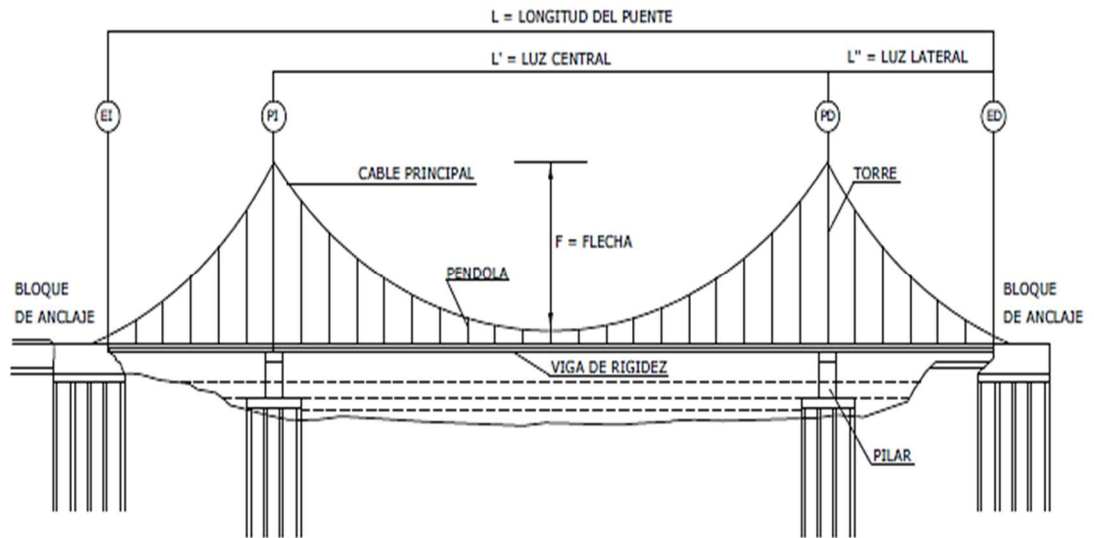 L = LONGITUD DEL PUENTE
L' = LUZ CENTRAL
L" = LUZ LATERAL
EI
PI
PD
ED
CABLE PRINCIPAL
TORRE
F = FLECHA
PENDOLA
BLOQUE
DE ANCLAJE
BLOQUE
DE ANCLAJE
VIGA DE RIGIDEZ
PILAR